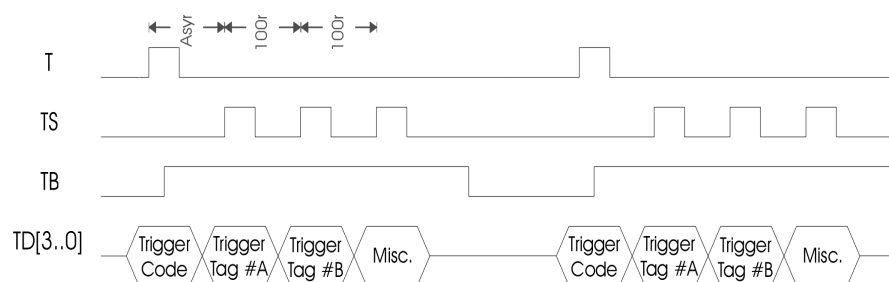 Asyr
100r
100r
T
TS
TB
TD[3..0]
Trigger
Code
Trigger
Tag #A
Trigger
Tag #B
Misc.
Trigger
Code
Trigger
Tag #A
Trigger
Tag #B
Misc.